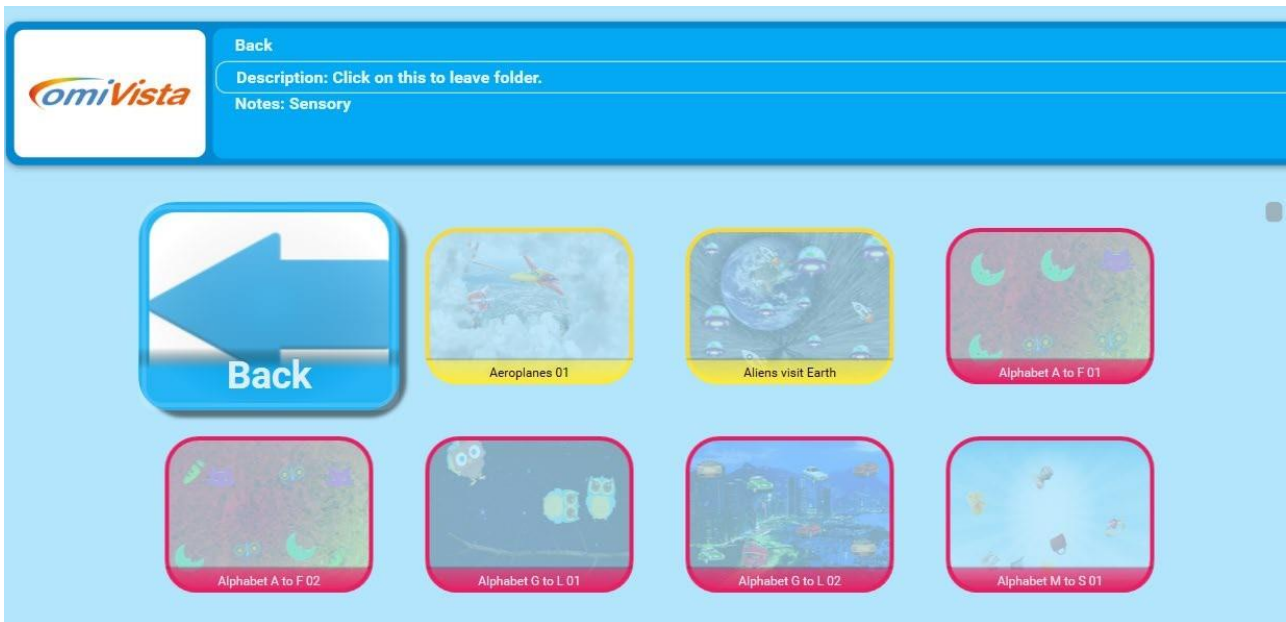 omiVista
Back
Description: Click on this to leave folder.
Notes: Sensory
Back
Aeroplanes 01
Aliens visit Earth
Alphabet A to F 01
Alphabet A to F 02
Alphabet G to L 01
Alphabet G to L 02
Alphabet M to S 01